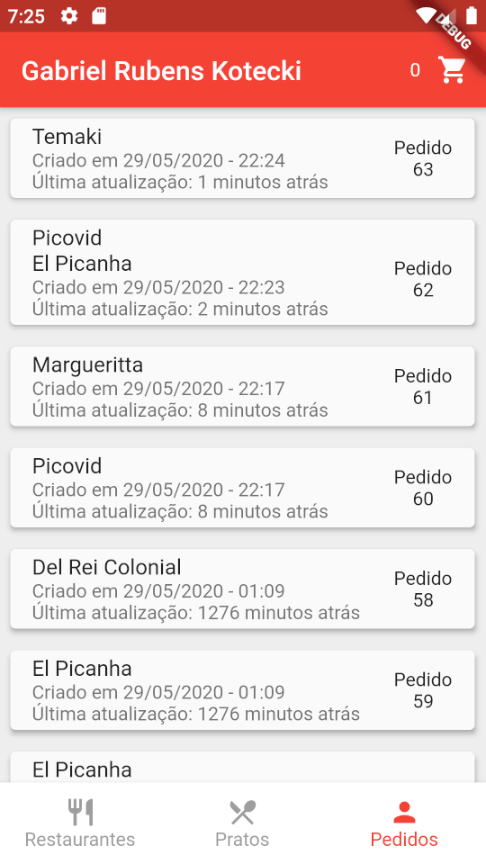 7:25
DEBUG
Gabriel Rubens Kotecki
0
Temaki
Criado em 29/05/2020 - 22:24
Última atualização: 1 minutos atrás
Pedido
63
Picovid
El Picanha
Criado em 29/05/2020 - 22:23
Última atualização: 2 minutos atrás
Pedido
62
Margueritta
Criado em 29/05/2020 - 22:17
Última atualização: 8 minutos atrás
Pedido
61
Picovid
Criado em 29/05/2020 - 22:17
Última atualização: 8 minutos atrás
Pedido
60
Del Rei Colonial
Criado em 29/05/2020 - 01:09
Última atualização: 1276 minutos atrás
Pedido
58
El Picanha
Criado em 29/05/2020 - 01:09
Última atualização: 1276 minutos atrás
Pedido
59
El Picanha
Restaurantes
Pratos
Pedidos